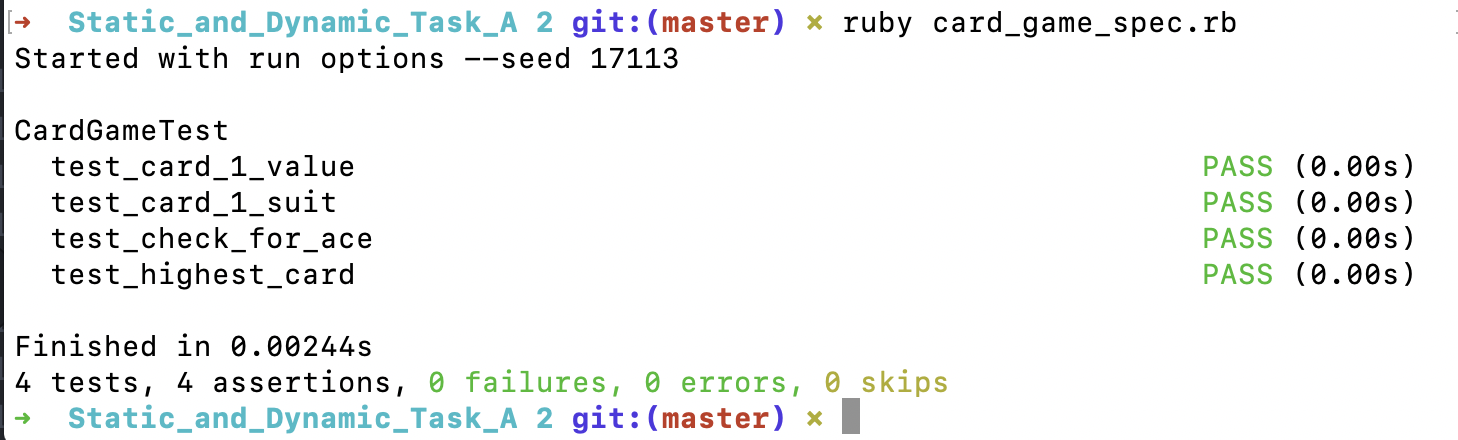 [➜  Static_and_Dynamic_Task_A 2 git:(master) ✗ ruby card_game_spec.rb
Started with run options --seed 17113
CardGameTest
test_card_1_value PASS (0.00s)
test_card_1_suit PASS (0.00s)
test_check_for_ace PASS (0.00s)
test_highest_card PASS (0.00s)
Finished in 0.00244s
4 tests, 4 assertions, 0 failures, 0 errors, 0 skips
➜  Static_and_Dynamic_Task_A 2 git:(master) ✗